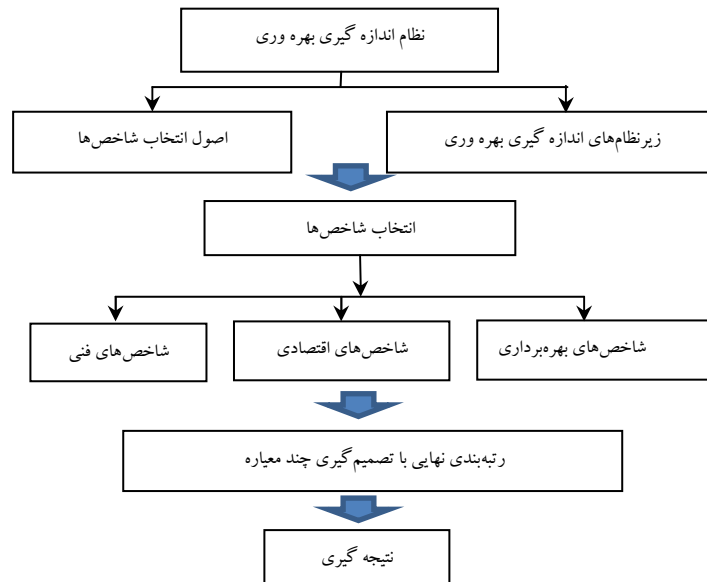 نظام اندازه گیری بهره وری
زیرنظام‌های اندازه گیری بهره وری
اصول انتخاب شاخص‌ها
انتخاب شاخص‌ها
شاخص‌های بهره‌برداری
شاخص‌های اقتصادی
شاخص‌های فنی
رتبه‌بندی نهایی با تصمیم‌گیری چند معیاره
نتیجه گیری